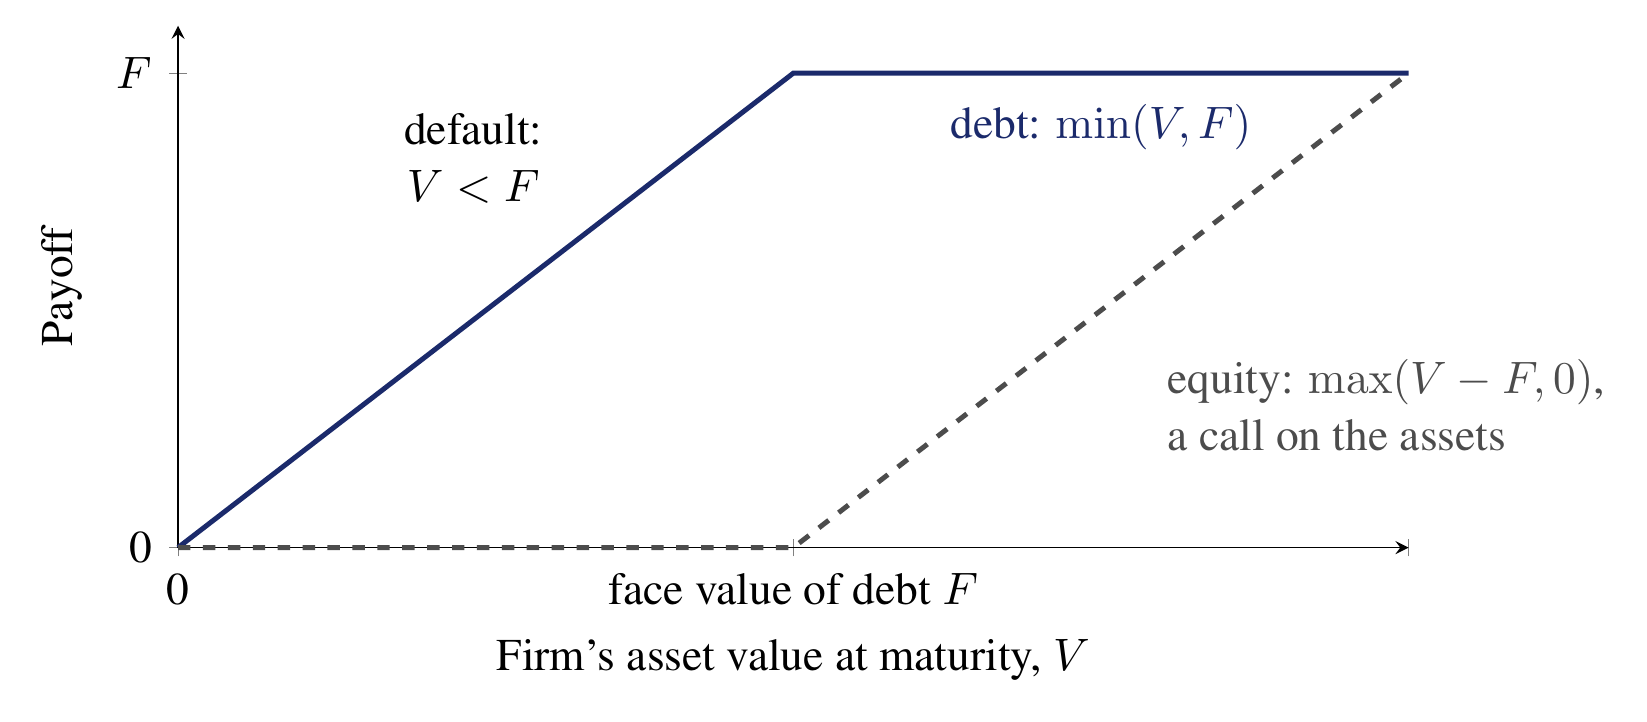 F
default:
V < F
debt: min(V, F)
Payoff
equity: max(V − F, 0),
a call on the assets
0
0
face value of debt F
Firm’s asset value at maturity, V